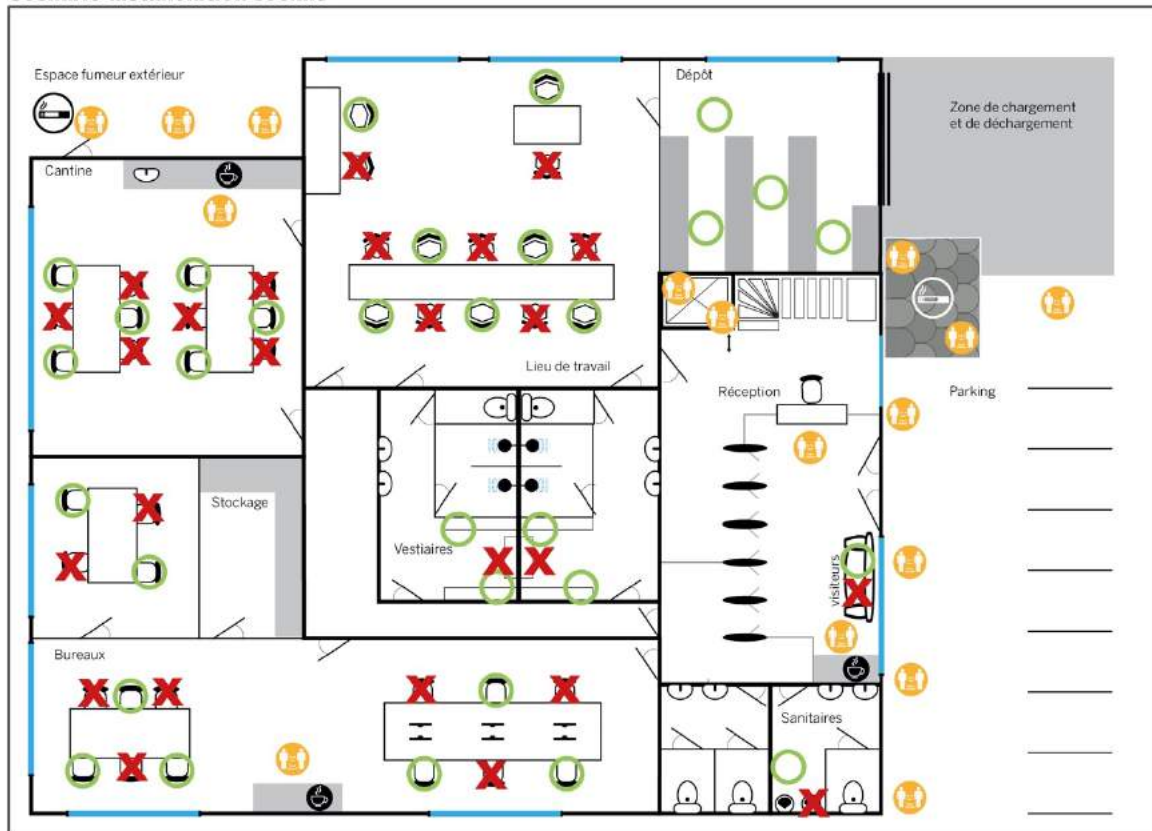 Espace fumeur extérieur
Dépôt
Zone de chargement
et de déchargement
Cantine
Lieu de travail
Réception
Parking
Stockage
Vestiaires
visiteurs
Bureaux
Sanitaires